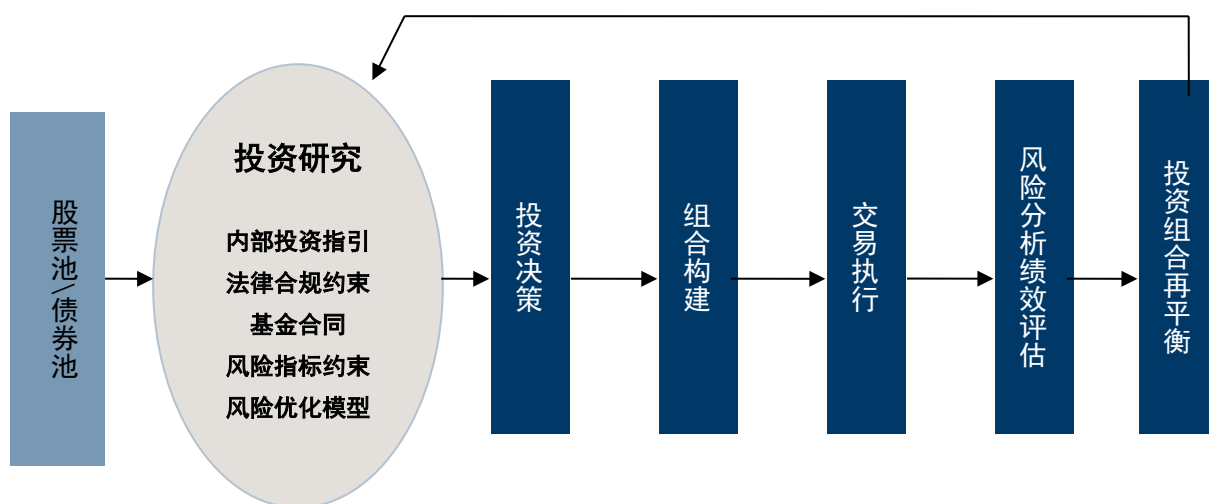 股票池\债券池
投资研究
内部投资指引
法律合规约束
基金合同
风险指标约束
风险优化模型
投资决策
组合构建
交易执行
风险分析绩效评估
投资组合再平衡